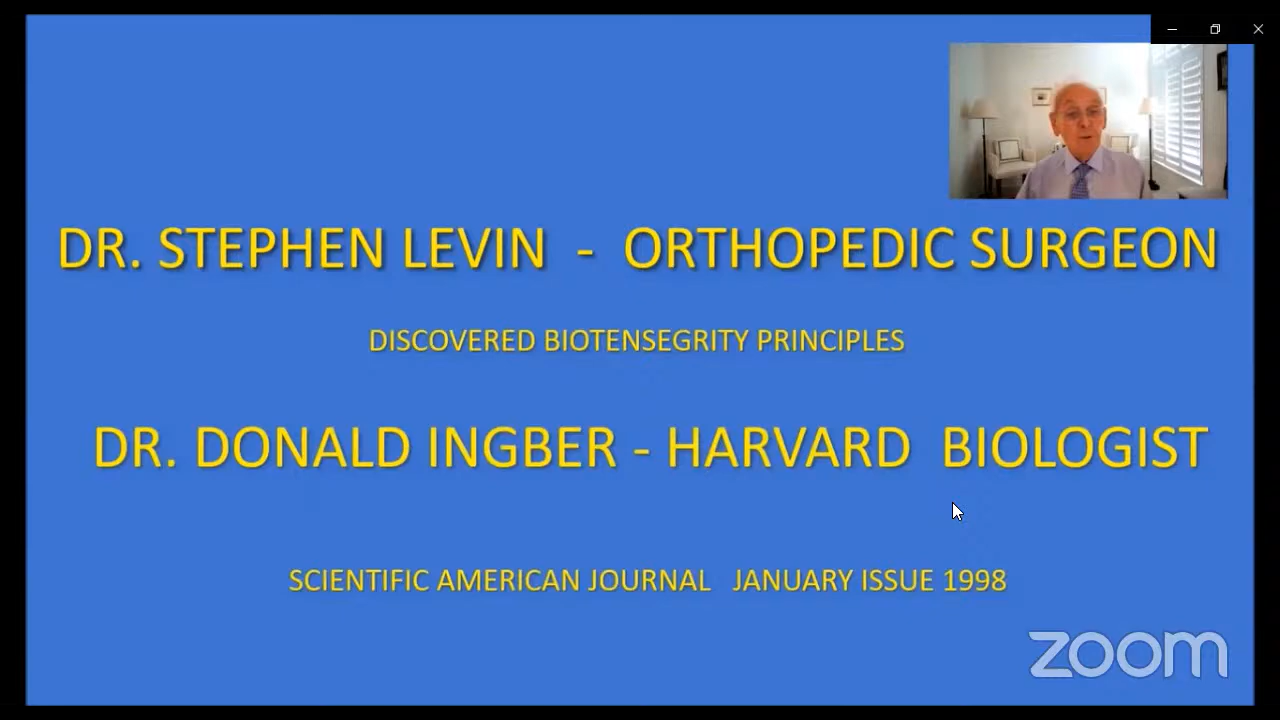 DR. STEPHEN LEVIN - ORTHOPEDIC SURGEON
DISCOVERED BIOTENSEGRITY PRINCIPLES
DR. DONALD INGBER - HARVARD BIOLOGIST
SCIENTIFIC AMERICAN JOURNAL JANUARY ISSUE 1998
zoom